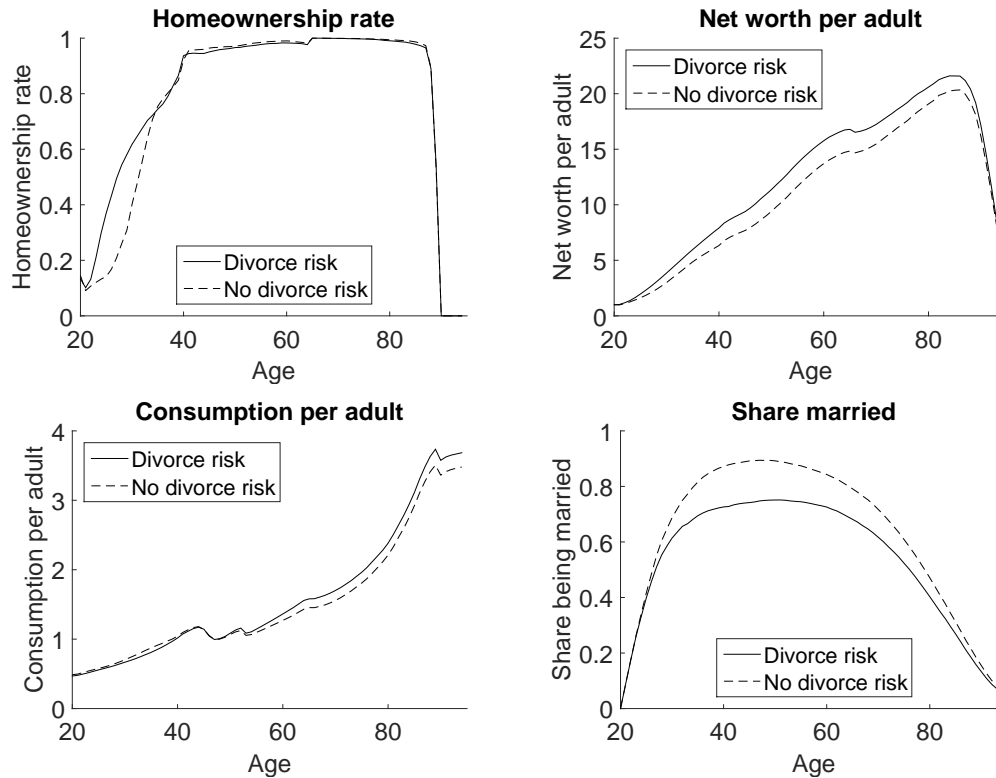 Homeownership rate
Homeownership rate
1
0.8
0.6
0.4
0.2
0
20
40
60
80
Age
Divorce risk
No divorce risk
Net worth per adult
Net worth per adult
25
20
15
10
5
0
20
40
60
80
Age
Divorce risk
No divorce risk
Consumption per adult
Consumption per adult
4
3
2
1
0
20
40
60
80
Age
Divorce risk
No divorce risk
Share married
Share being married
1
0.8
0.6
0.4
0.2
0
20
40
60
80
Age
Divorce risk
No divorce risk